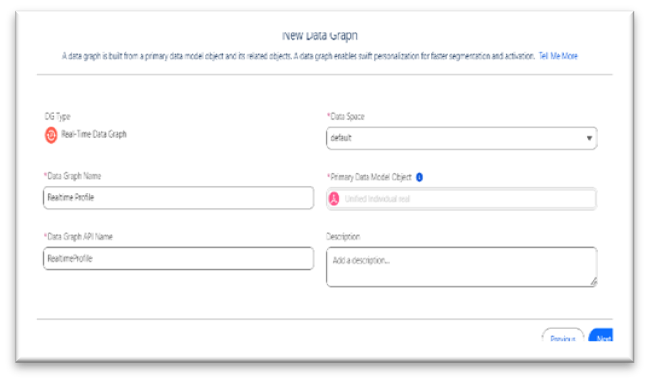 New Data Graph
A data graph is built from a primary data model object and its related objects. A data graph enables swift personalization for faster segmentation and activation. Tell Me More
DG Type
Real-Time Data Graph
*Data Space
default
*Data Graph Name
Realtime Profile
*Primary Data Model Object
Unified Individual
*Data Graph API Name
RealtimeProfile
Description
Add a description...
Previous
Next